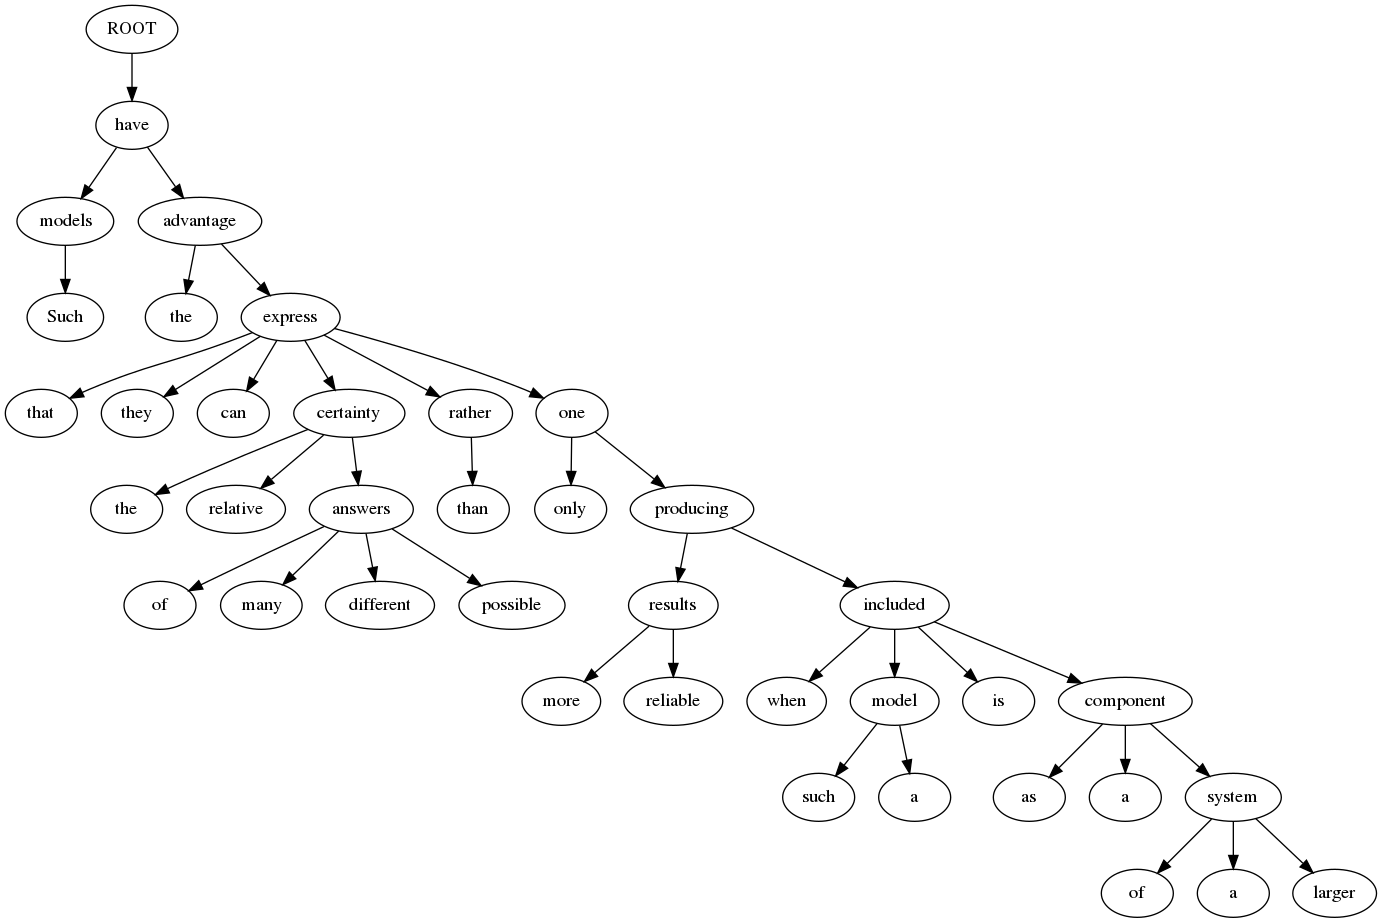 ROOT
have
models advantage
Such the express
that they can certainty rather one
the relative answers than only producing
of many different possible results included
more reliable when model is component
such a as a system
of a larger